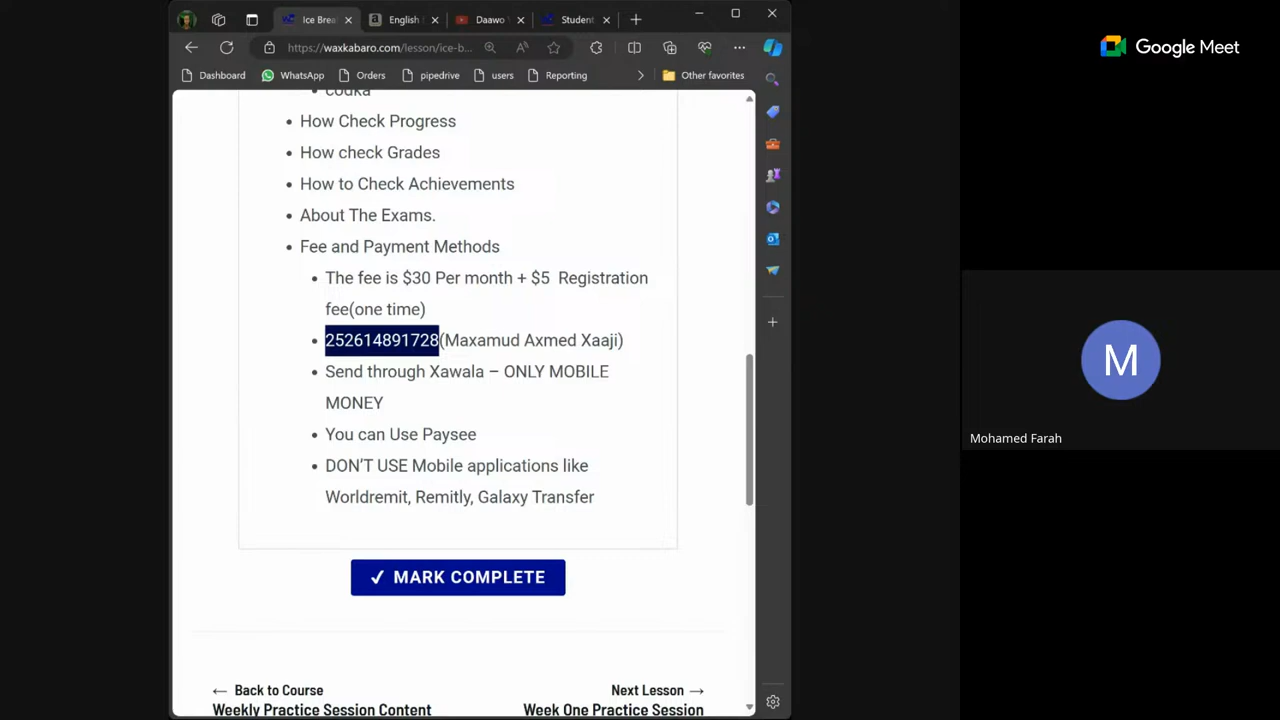 Ice Brea
English
Daawo
Student
https://waxkabaro.com/lesson/ice-b...
Dashboard
WhatsApp
Orders
pipedrive
users
Reporting
Other favorites
Google Meet
codka
How Check Progress
How check Grades
How to Check Achievements
About The Exams.
Fee and Payment Methods
The fee is $30 Per month + $5 Registration
fee(one time)
252614891728(Maxamud Axmed Xaaji)
Send through Xawala – ONLY MOBILE
MONEY
You can Use Paysee
DON'T USE Mobile applications like
Worldremit, Remitly, Galaxy Transfer
✓ MARK COMPLETE
← Back to Course
Weekly Practice Session Content
Next Lesson →
Week One Practice Session
M
Mohamed Farah